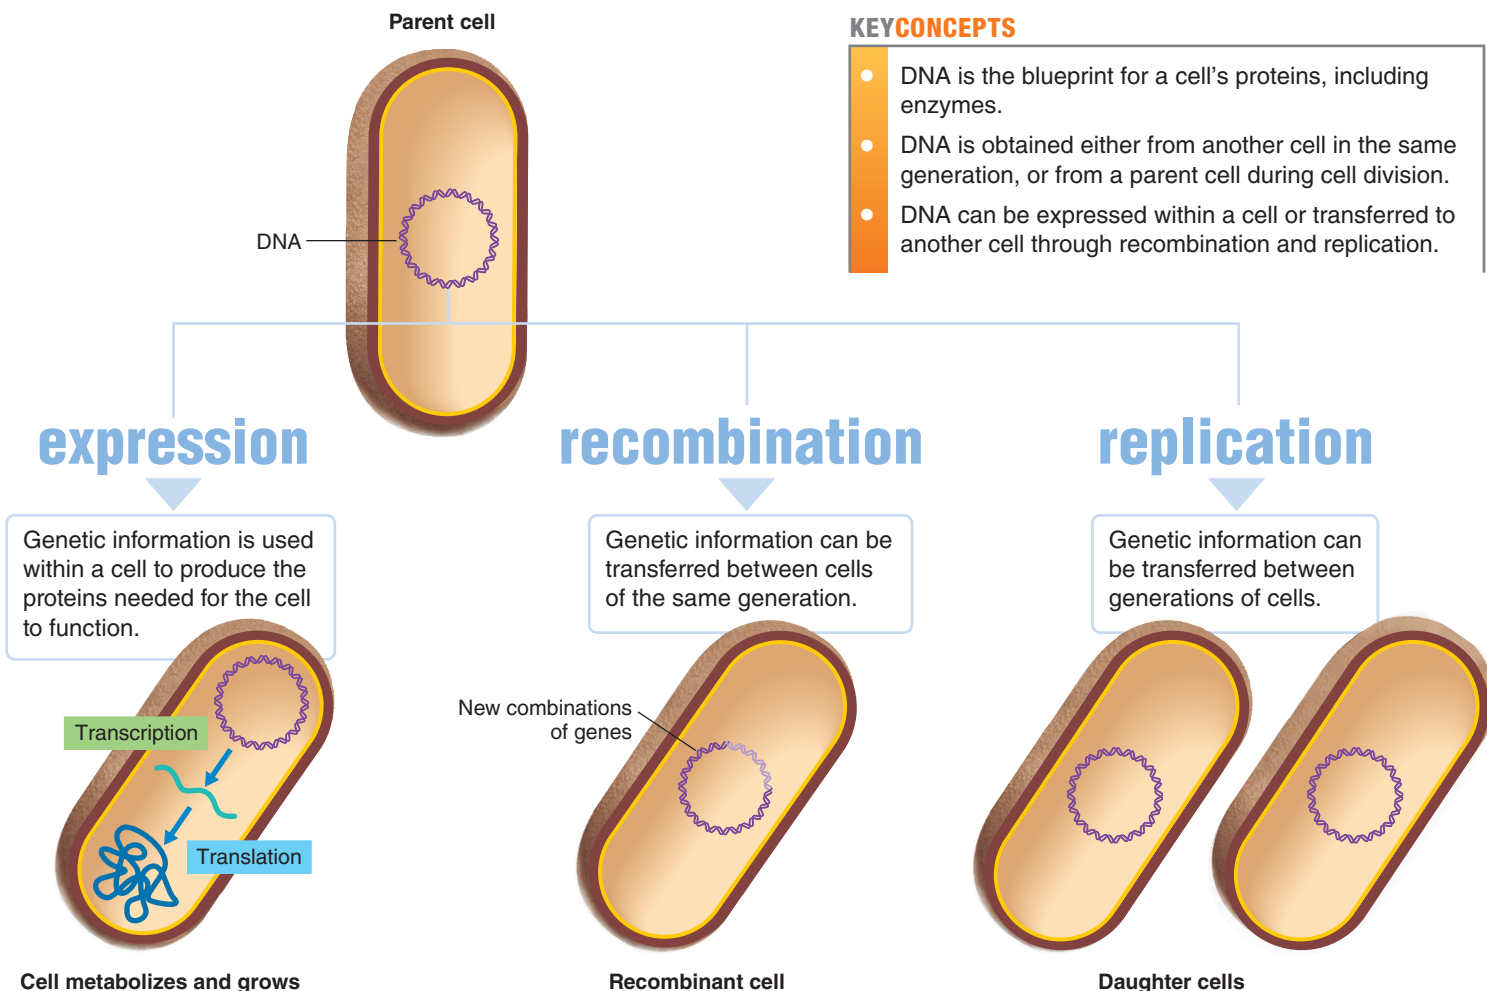 Parent cell
KEYCONCEPTS
DNA is the blueprint for a cell’s proteins, including
enzymes.
DNA is obtained either from another cell in the same
generation, or from a parent cell during cell division.
DNA can be expressed within a cell or transferred to
another cell through recombination and replication.
DNA
expression
Genetic information is used
within a cell to produce the
proteins needed for the cell
to function.
Transcription
Translation
Cell metabolizes and grows
recombination
Genetic information can be
transferred between cells
of the same generation.
New combinations
of genes
Recombinant cell
replication
Genetic information can
be transferred between
generations of cells.
Daughter cells